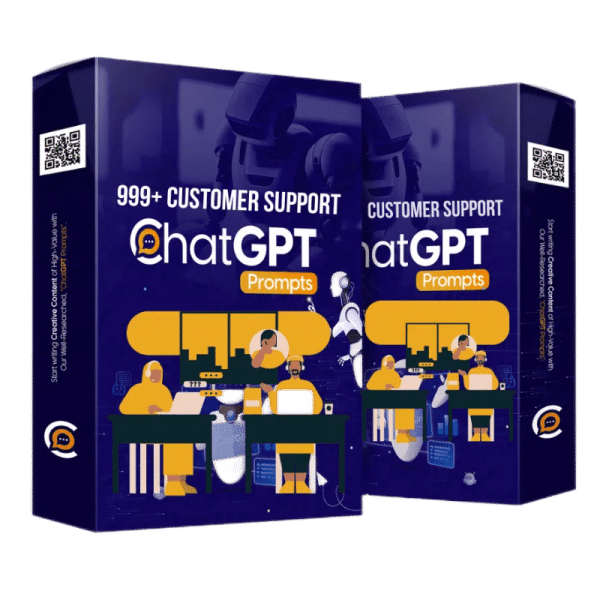 999+ CUSTOMER SUPPORT
ChatGPT
Prompts
Start writing Creative Content of High-Value with
Our Well-Researched, "ChatGPT Prompts".
???
CUSTOMER SUPPORT
hatGPT
Prompts
Start writing Creative Content of High-Value with
Our Well-Researched, "ChatGPT Prompts".